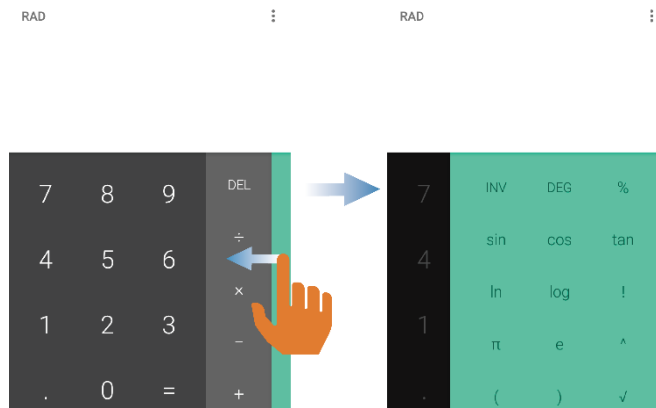 RAD
7 8 9 DEL
÷
4 5 6
×
1 2 3
−
. 0 = +
RAD
7 INV DEG %
4 sin cos tan
ln log !
1 π e ^
. ( ) √